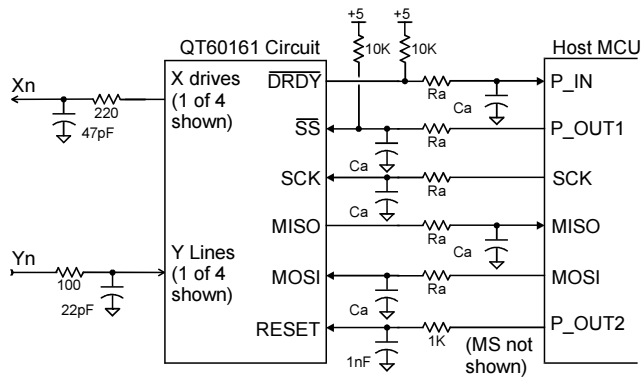 +5
+5
QT60161 Circuit
10K
10K
Host MCU
Xn
X drives
(1 of 4
shown)
220
47pF
DRDY
Ra
Ca
P_IN
SS
Ca
Ra
P_OUT1
SCK
Ca
Ra
SCK
MISO
Ra
Ca
MISO
Yn
100
22pF
Y Lines
(1 of 4
shown)
MOSI
Ca
Ra
MOSI
RESET
1nF
1K
P_OUT2
(MS not
shown)